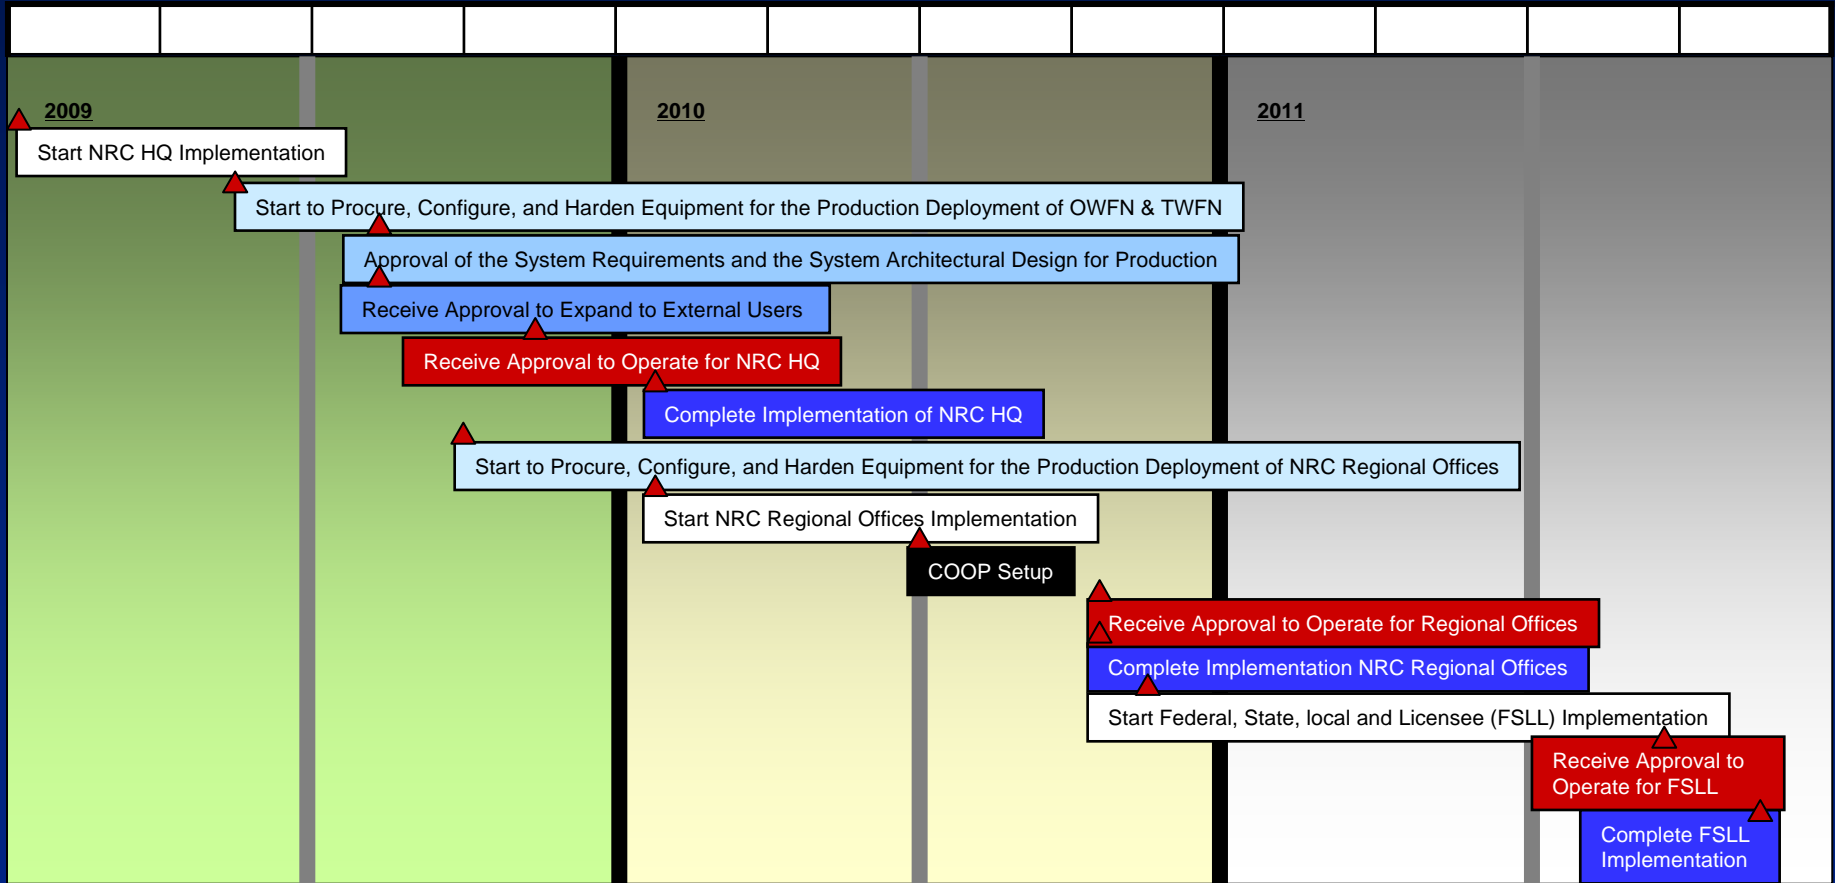 2009
2010
2011
Start NRC HQ Implementation
Start to Procure, Configure, and Harden Equipment for the Production Deployment of OWFN & TWFN
Approval of the System Requirements and the System Architectural Design for Production
Receive Approval to Expand to External Users
Receive Approval to Operate for NRC HQ
Complete Implementation of NRC HQ
Start to Procure, Configure, and Harden Equipment for the Production Deployment of NRC Regional Offices
Start NRC Regional Offices Implementation
COOP Setup
Receive Approval to Operate for Regional Offices
Complete Implementation NRC Regional Offices
Start Federal, State, local and Licensee (FSLL) Implementation
Receive Approval to
Operate for FSLL
Complete FSLL
Implementation